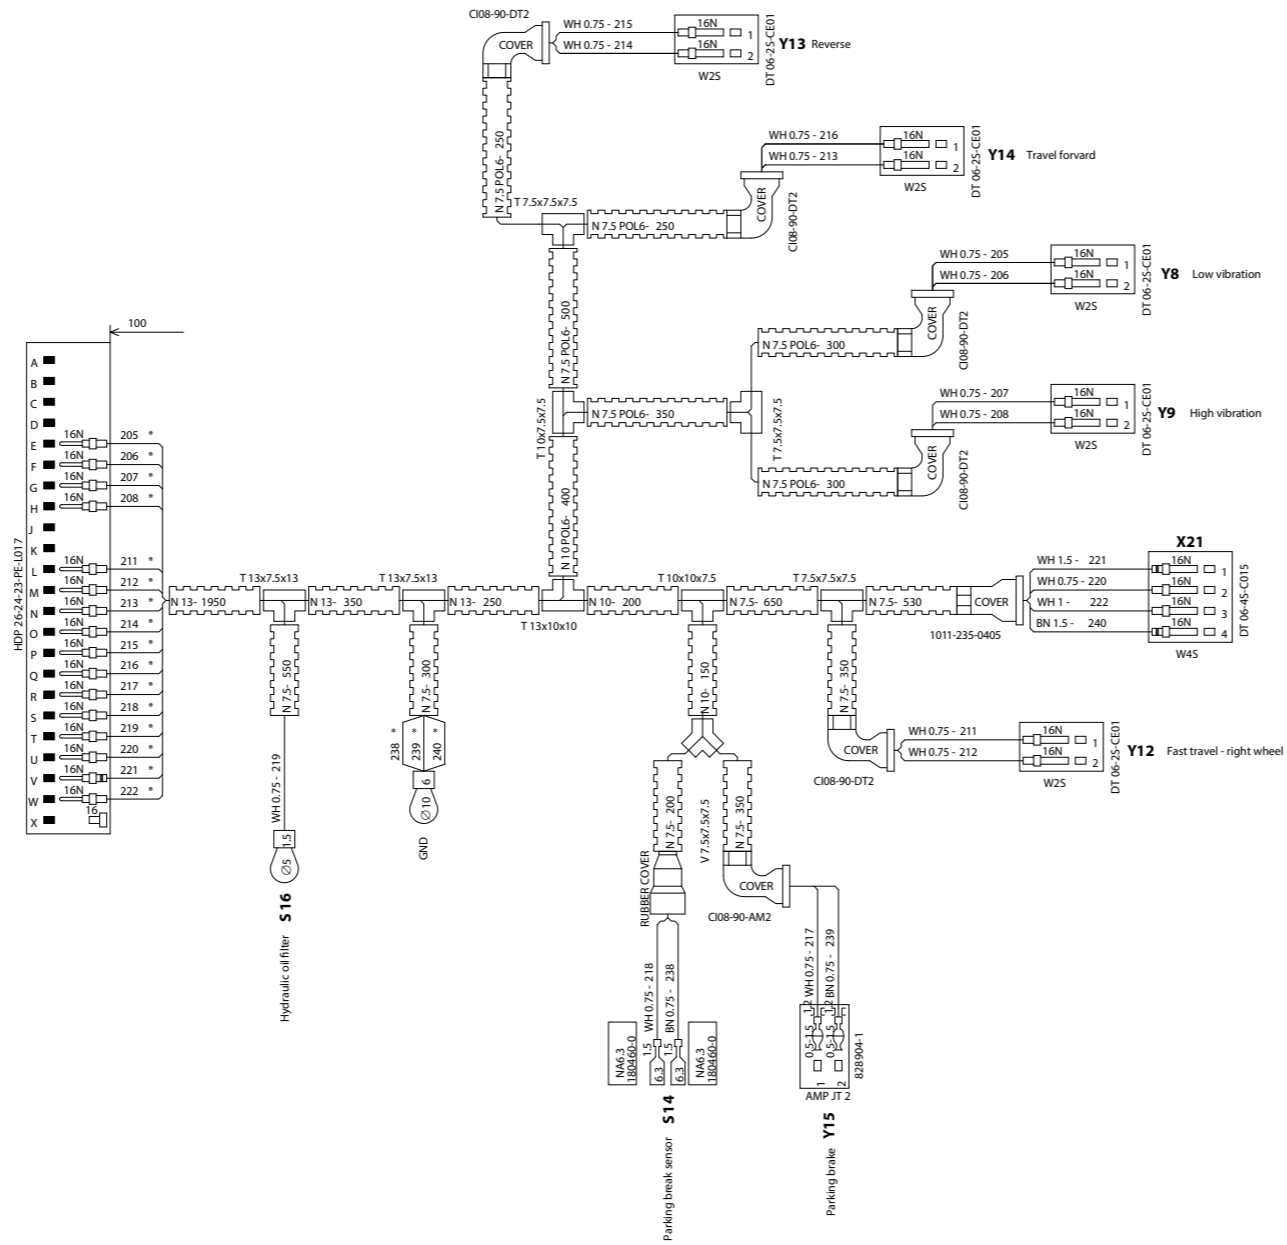 CI08-90-DT2
COVER
WH 0.75 - 215
WH 0.75 - 214
16N
1
16N
2
W2S
DT 06-2S-CE01
Y13 Reverse
N 7.5 POL6- 250
T 7.5x7.5x7.5
N 7.5 POL6- 250
COVER
CI08-90-DT2
WH 0.75 - 216
WH 0.75 - 213
16N
1
16N
2
W2S
DT 06-2S-CE01
Y14 Travel forvard
N 7.5 POL6- 500
T 10x7.5x7.5
N 7.5 POL6- 350
T 7.5x7.5x7.5
N 7.5 POL6- 300
COVER
CI08-90-DT2
WH 0.75 - 205
WH 0.75 - 206
16N
1
16N
2
W2S
DT 06-2S-CE01
Y8 Low vibration
N 7.5 POL6- 300
COVER
CI08-90-DT2
WH 0.75 - 207
WH 0.75 - 208
16N
1
16N
2
W2S
DT 06-2S-CE01
Y9 High vibration
N 10 POL6- 400
100
HDP 26-24-23-PE-L017
A
B
C
D
E 16N 205 *
F 16N 206 *
G 16N 207 *
H 16N 208 *
J
K
L 16N 211 *
M 16N 212 *
N 16N 213 *
O 16N 214 *
P 16N 215 *
Q 16N 216 *
R 16N 217 *
S 16N 218 *
T 16N 219 *
U 16N 220 *
V 16N 221 *
W 16N 222 *
X 16
N 13- 1950
T 13x7.5x13
N 13- 350
T 13x7.5x13
N 13- 250
T 13x10x10
N 10- 200
T 10x10x7.5
N 7.5- 650
T 7.5x7.5x7.5
N 7.5- 530
COVER
1011-235-0405
WH 1.5 - 221
WH 0.75 - 220
WH 1 - 222
BN 1.5 - 240
X21
16N
1
16N
2
16N
3
16N
4
W4S
DT 06-4S-C015
N 7.5- 550
WH 0.75 - 219
1.5
∅5
S16
Hydraulic oil filter
N 7.5- 300
238 *
239 *
240 *
6
∅10
GND
N 10- 150
V 7.5x7.5x7.5
N 7.5- 200
RUBBER COVER
WH 0.75 - 218
BN 0.75 - 238
NA6.3
180460-0
1.5
6.3
1.5
6.3
NA6.3
180460-0
S14
Parking break sensor
N 7.5- 350
COVER
CI08-90-AM2
WH 0.75 - 217
BN 0.75 - 239
1.2
1.2
0.5-1.5
0.5-1.5
1
2
828904-1
AMP JT 2
Y15
Parking brake
N 7.5- 350
COVER
CI08-90-DT2
WH 0.75 - 211
WH 0.75 - 212
16N
1
16N
2
W2S
DT 06-2S-CE01
Y12 Fast travel - right wheel